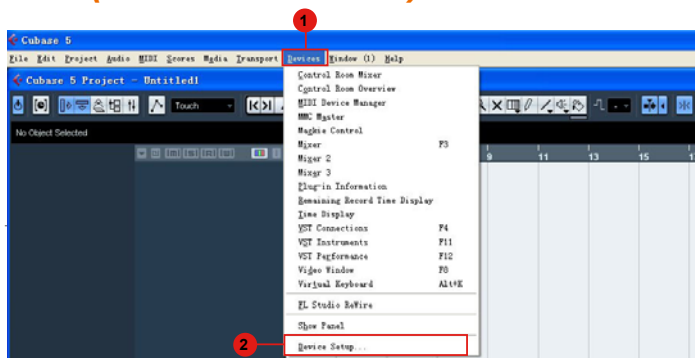 1
Cubase 5
File Edit Project Audio MIDI Scores Media Transport Devices Window (1) Help
Cubase 5 Project - Untitled1
Touch
No Object Selected
Control Room Mixer
Control Room Overview
MIDI Device Manager
MMC Master
Mackie Control
Mixer F3
Mixer 2
Mixer 3
Plug-in Information
Remaining Record Time Display
Time Display
VST Connections F4
VST Instruments F11
VST Performance F12
Video Window F8
Virtual Keyboard Alt+K
FL Studio ReWire
Show Panel
2 Device Setup...
9 11 13 15